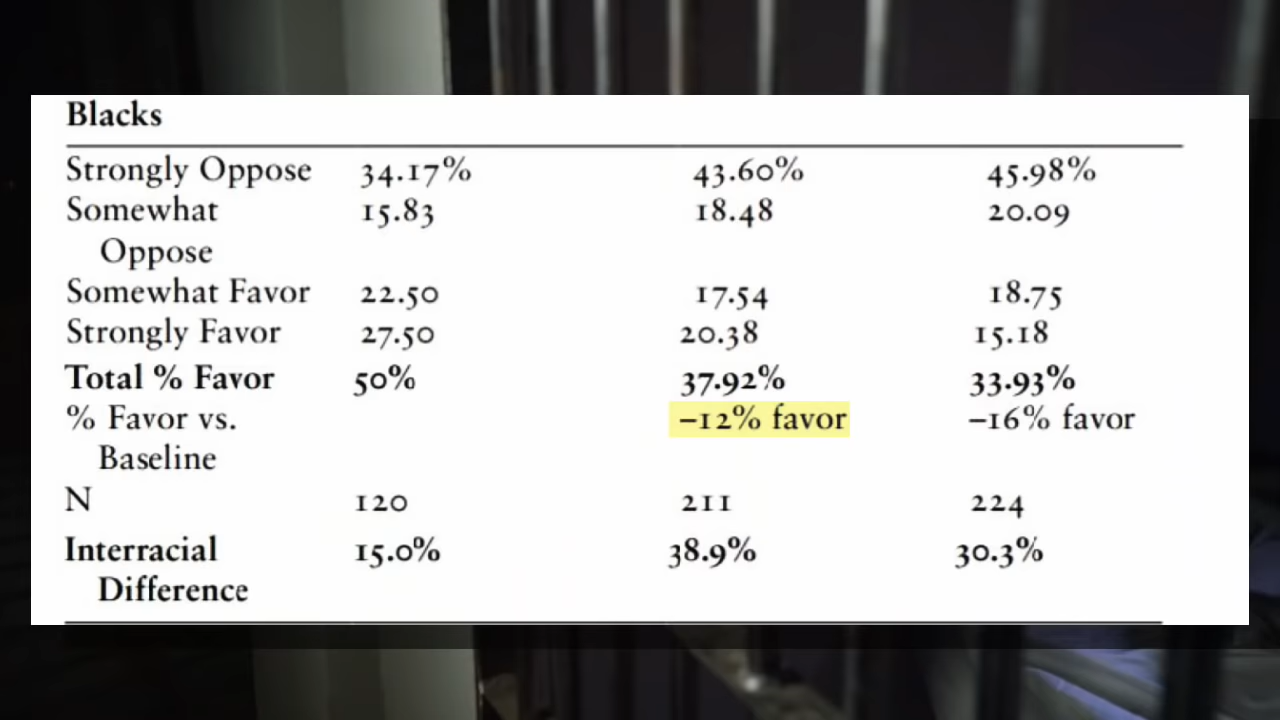 Blacks
Strongly Oppose 34.17% 43.60% 45.98%
Somewhat 15.83 18.48 20.09
Oppose
Somewhat Favor 22.50 17.54 18.75
Strongly Favor 27.50 20.38 15.18
Total % Favor 50% 37.92% 33.93%
% Favor vs. –12% favor –16% favor
Baseline
N 120 211 224
Interracial 15.0% 38.9% 30.3%
Difference